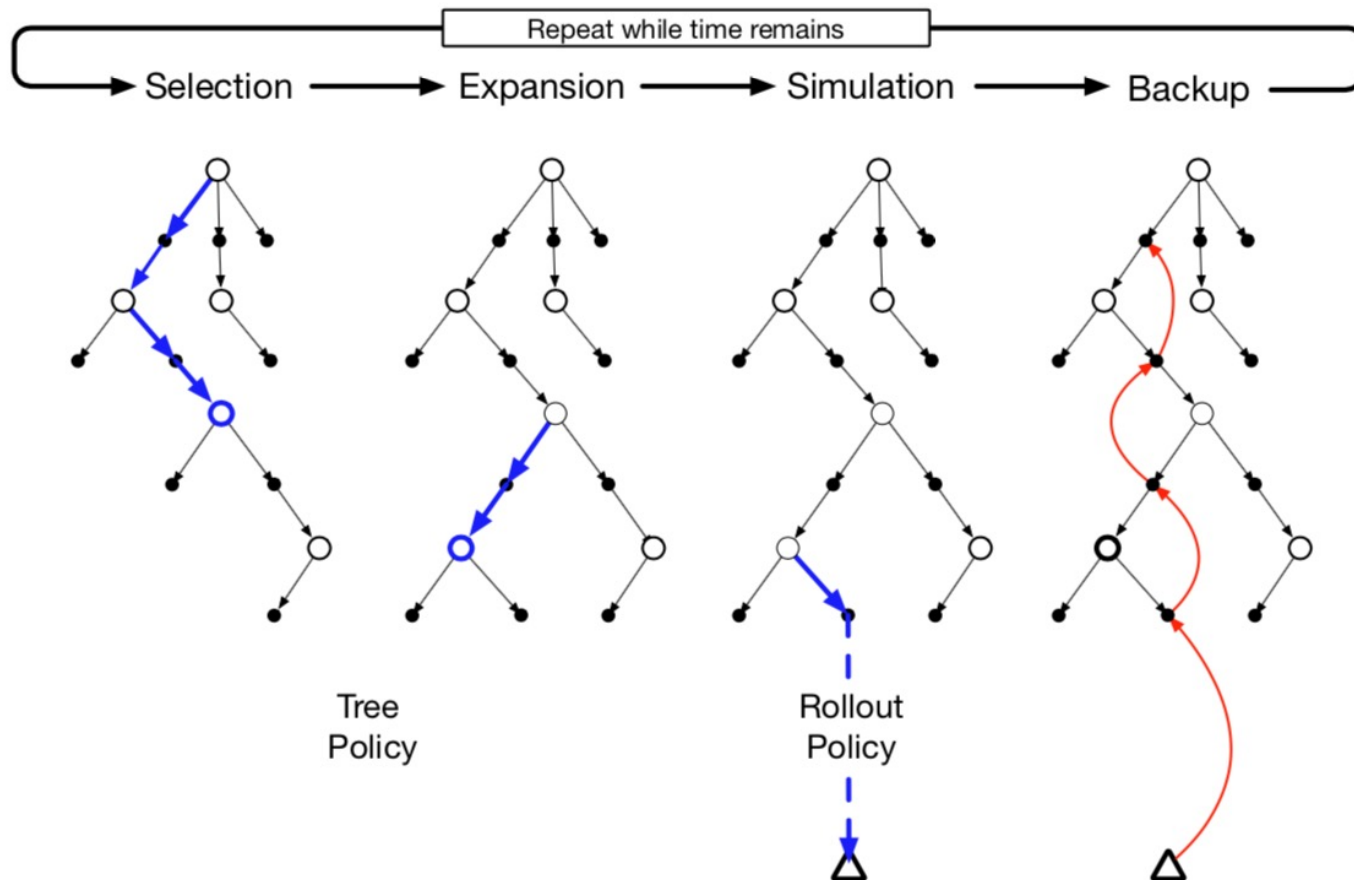 Repeat while time remains
Selection
Expansion
Simulation
Backup
Tree
Policy
Rollout
Policy